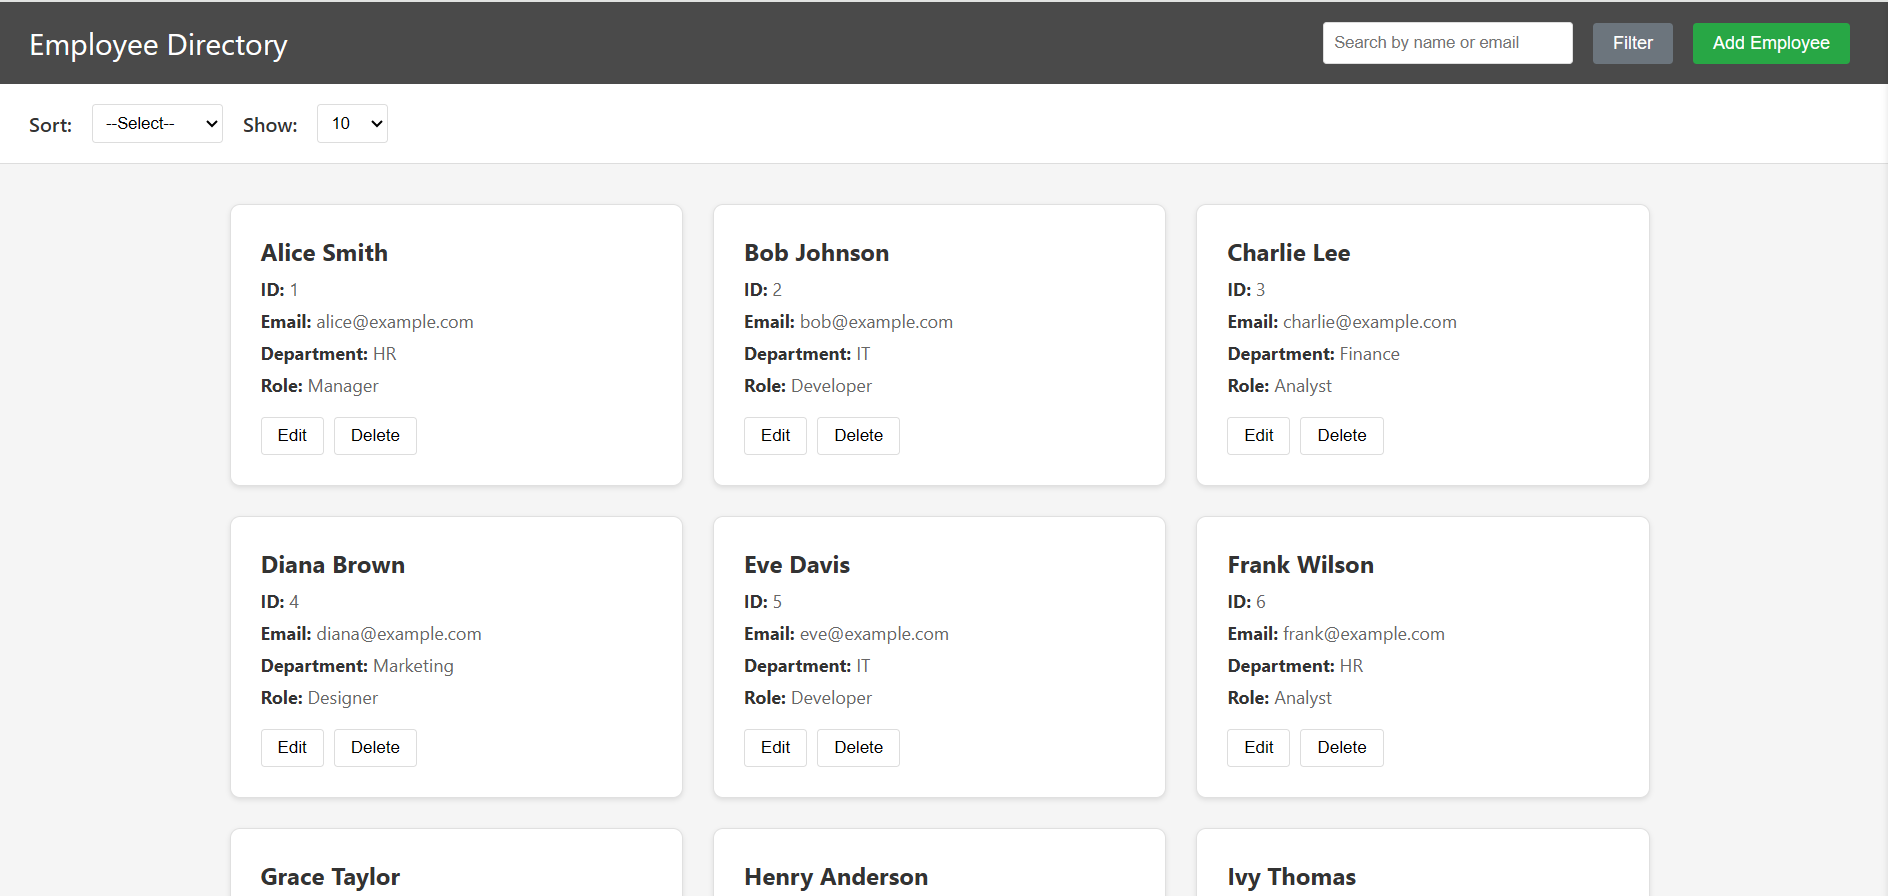 Employee Directory
Search by name or email
Filter
Add Employee
Sort: --Select-- Show: 10
Alice Smith
ID: 1
Email: alice@example.com
Department: HR
Role: Manager
Edit Delete
Bob Johnson
ID: 2
Email: bob@example.com
Department: IT
Role: Developer
Edit Delete
Charlie Lee
ID: 3
Email: charlie@example.com
Department: Finance
Role: Analyst
Edit Delete
Diana Brown
ID: 4
Email: diana@example.com
Department: Marketing
Role: Designer
Edit Delete
Eve Davis
ID: 5
Email: eve@example.com
Department: IT
Role: Developer
Edit Delete
Frank Wilson
ID: 6
Email: frank@example.com
Department: HR
Role: Analyst
Edit Delete
Grace Taylor
Henry Anderson
Ivy Thomas